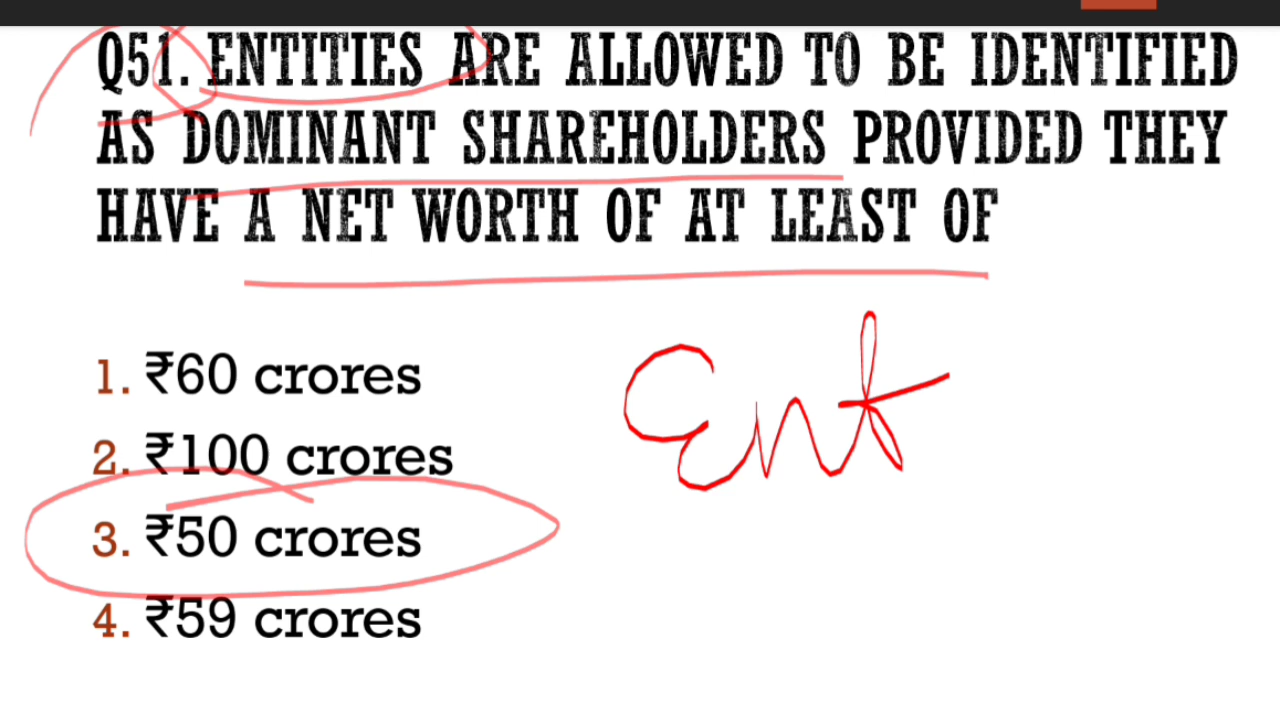 Q51. ENTITIES ARE ALLOWED TO BE IDENTIFIED
AS DOMINANT SHAREHOLDERS PROVIDED THEY
HAVE A NET WORTH OF AT LEAST OF
1. ₹60 crores
Ent
2. ₹100 crores
3. ₹50 crores
4. ₹59 crores